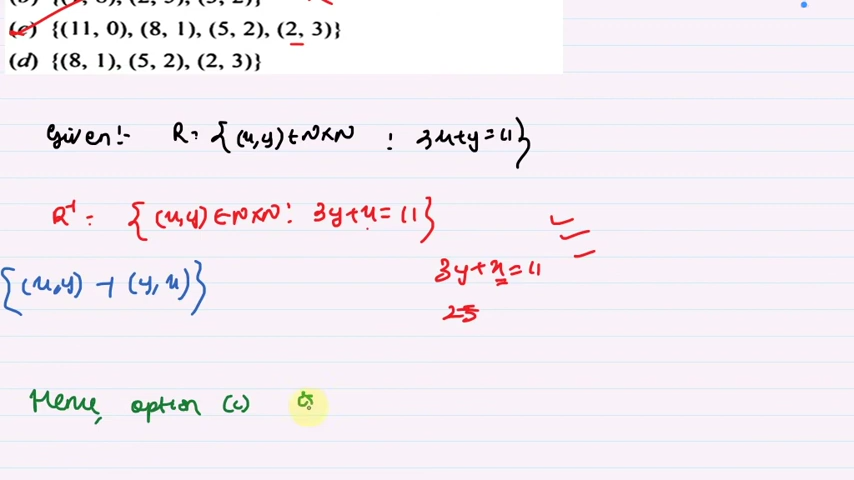 (c) {(11, 0), (8, 1), (5, 2), (2, 3)}
(d) {(8, 1), (5, 2), (2, 3)}
Given:- R = {(x,y) ∈ N×N : 3x+y = 11}
R⁻¹ = {(x,y) ∈ N×N : 3y+x = 11}
3y+x = 11
{(x,y) → (y,x)}
Hence, option (c)